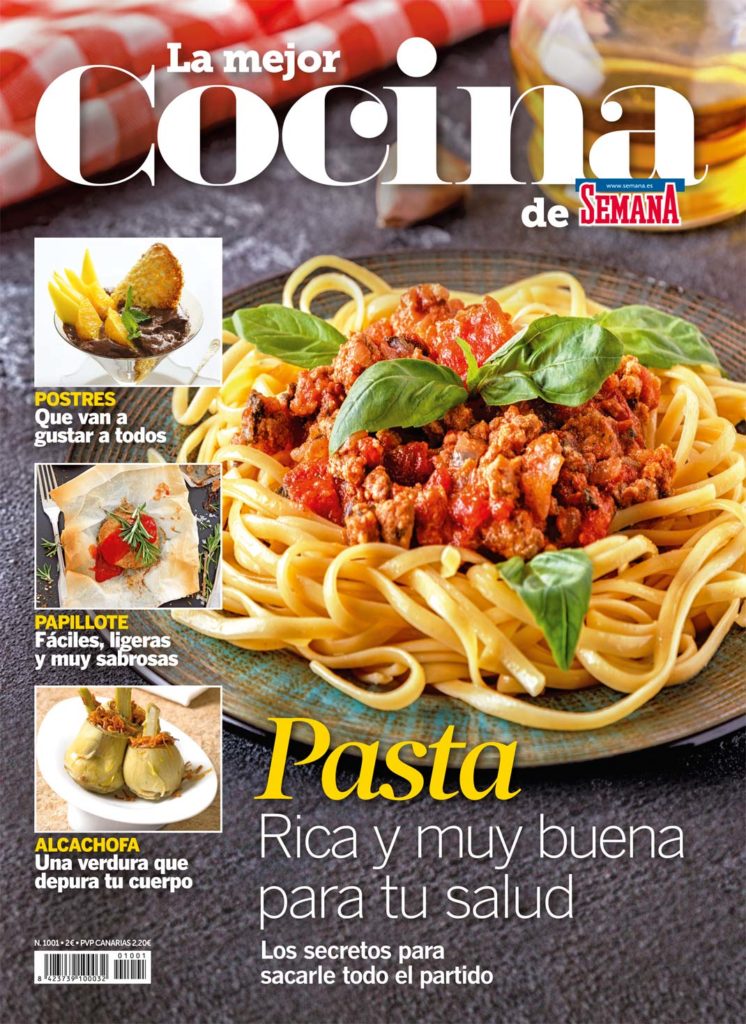 La mejor
Cocina
de
www.semana.es
SEMANA
POSTRES
Que van a
gustar a todos
PAPILLOTE
Fáciles, ligeras
y muy sabrosas
ALCACHOFA
Una verdura que
depura tu cuerpo
Pasta
Rica y muy buena
para tu salud
Los secretos para
sacarle todo el partido
N. 1001 • 2€ • PVP CANARIAS 2,20€
01001
8 423739 100032